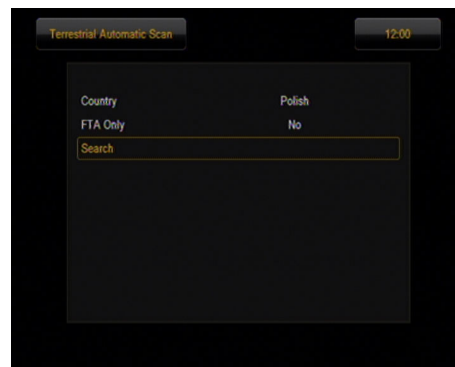 Terrestrial Automatic Scan 12:00
Country Polish
FTA Only No
Search